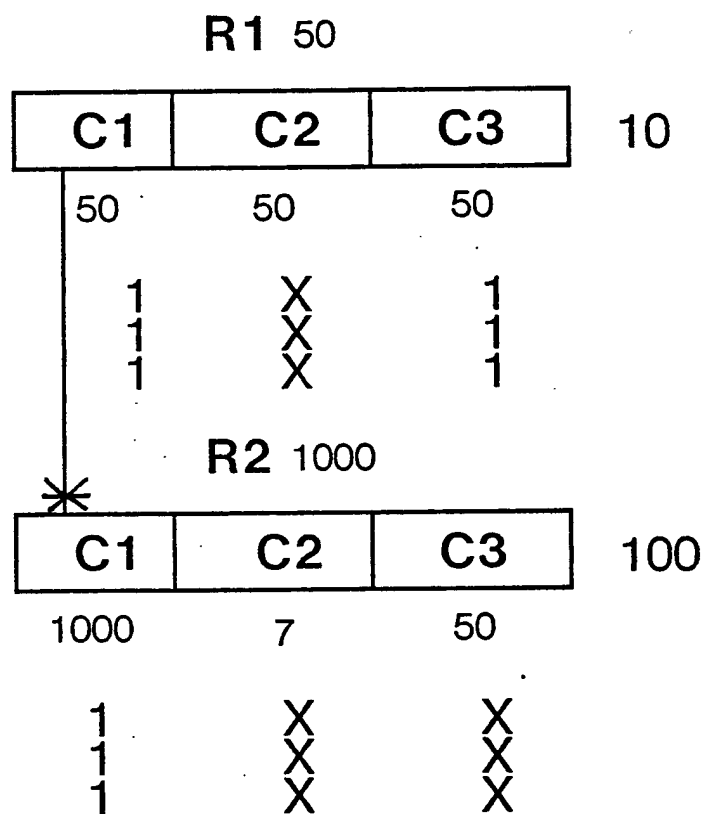 R1 50
C1 C2 C3 10
50 50 50
1 X 1
1 X 1
1 X 1
R2 1000
C1 C2 C3 100
1000 7 50
1 X X
1 X X
1 X X